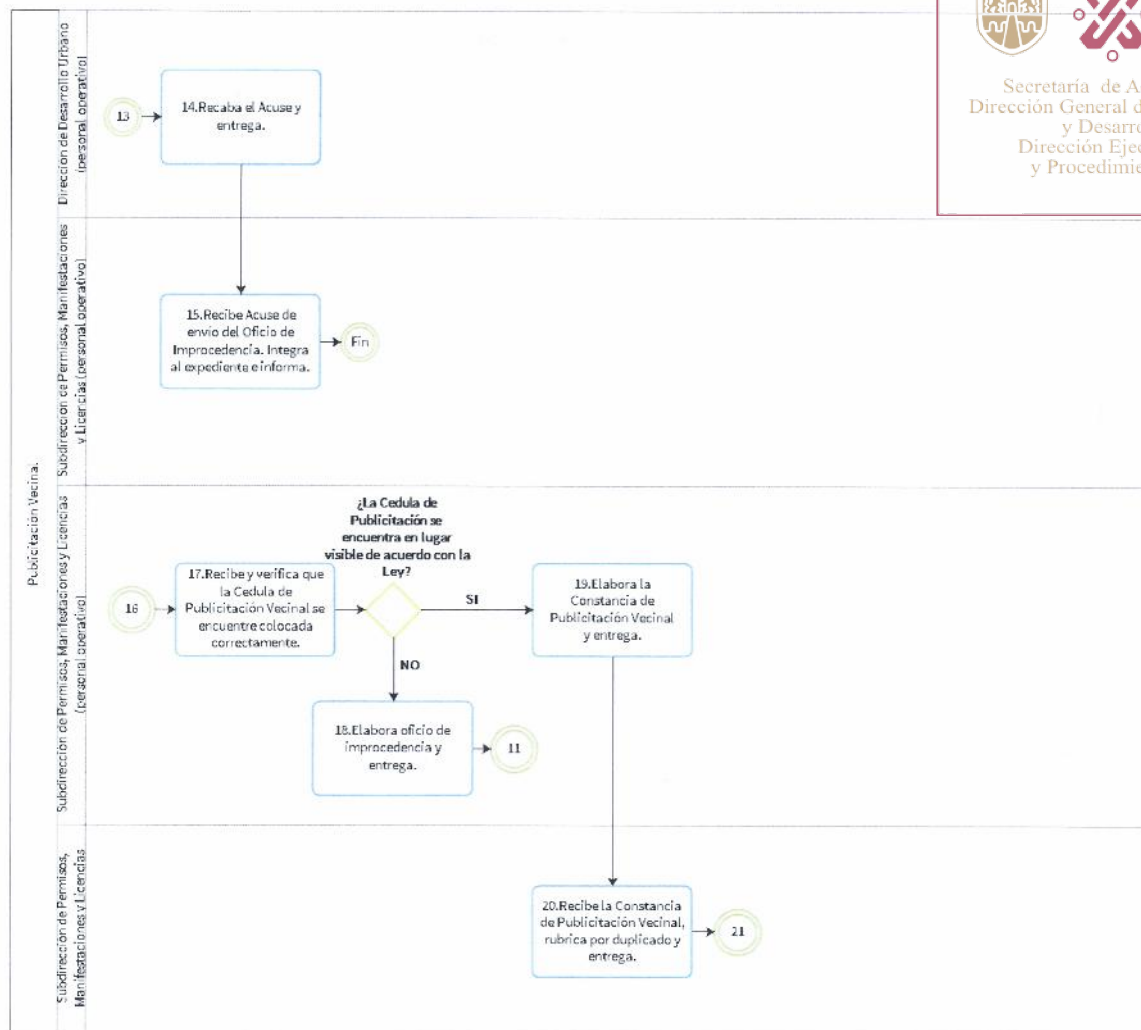 Publicitación Vecinal.
Dirección de Desarrollo Urbano
(personal operativo)
13
14.Recaba el Acuse y
entrega.
Secretaría de A
Dirección General d
y Desarro
Dirección Ejec
y Procedimie
Subdirección de Permisos, Manifestaciones
y Licencias (personal operativo)
15.Recibe Acuse de
envío del Oficio de
Improcedencia. Integra
al expediente e informa.
Fin
Subdirección de Permisos, Manifestaciones y Licencias
(personal operativo)
16
17.Recibe y verifica que
la Cedula de
Publicitación Vecinal se
encuentre colocada
correctamente.
¿La Cedula de
Publicitación se
encuentra en lugar
visible de acuerdo con la
Ley?
SI
NO
18.Elabora oficio de
improcedencia y
entrega.
11
19.Elabora la
Constancia de
Publicitación Vecinal
y entrega.
Subdirección de Permisos,
Manifestaciones y Licencias
20.Recibe la Constancia
de Publicitación Vecinal,
rubrica por duplicado y
entrega.
21